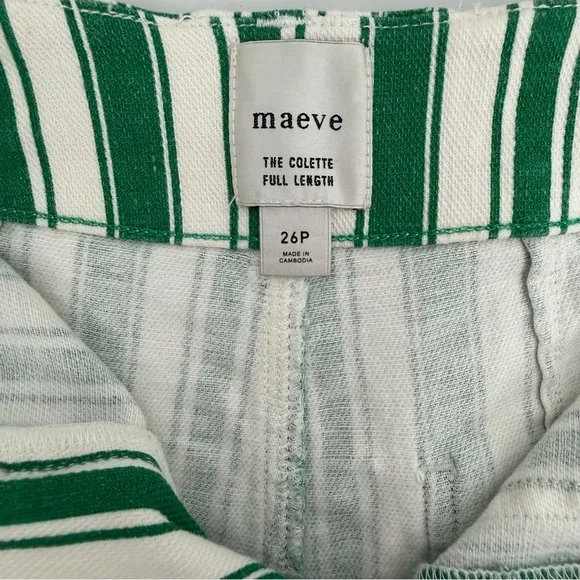 maeve
THE COLETTE
FULL LENGTH
26P
MADE IN
CAMBODIA